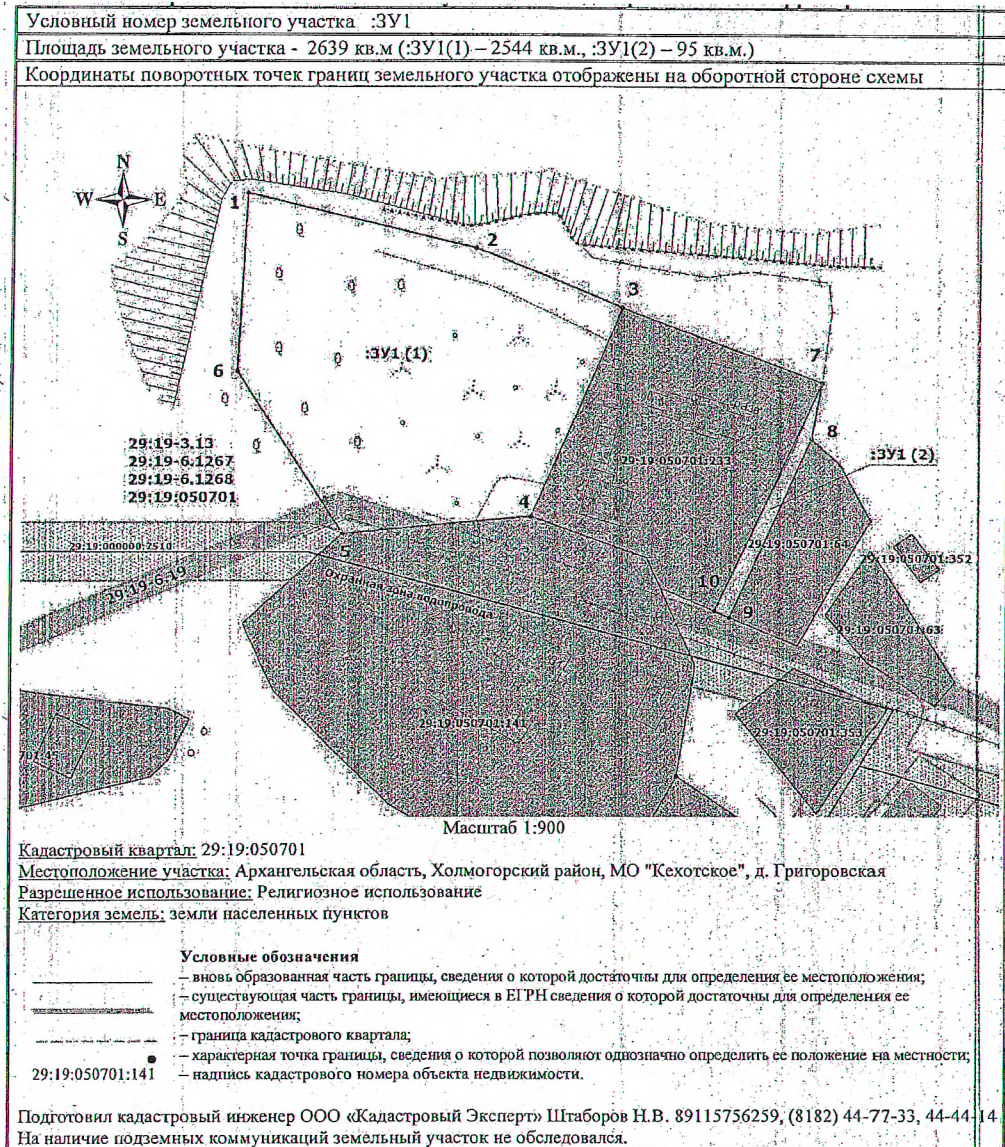 Условный номер земельного участка :ЗУ1
Площадь земельного участка - 2639 кв.м (:ЗУ1(1) – 2544 кв.м., :ЗУ1(2) – 95 кв.м.)
Координаты поворотных точек границ земельного участка отображены на оборотной стороне схемы
N
W E
S
1
2
3
:ЗУ1 (1)
6
7
8
:ЗУ1 (2)
29:19-3.13
29:19-6.1267
29:19-6.1268
29:19:050701
29:19:050701:233
4
5
29:19:000000:2510
29:19-6.19
Охранная зона водопровода
29:19:050701:64
29:19:050701:352
10
9
29:19:050701:63
29:19:050701:141
29:19:050701:353
Масштаб 1:900
Кадастровый квартал: 29:19:050701
Местоположение участка: Архангельская область, Холмогорский район, МО "Кехотское", д. Григоровская
Разрешенное использование: Религиозное использование
Категория земель: земли населенных пунктов
Условные обозначения
– вновь образованная часть границы, сведения о которой достаточны для определения ее местоположения;
– существующая часть границы, имеющиеся в ЕГРН сведения о которой достаточны для определения ее
местоположения;
– граница кадастрового квартала;
– характерная точка границы, сведения о которой позволяют однозначно определить ее положение на местности;
29:19:050701:141 – надпись кадастрового номера объекта недвижимости.
Подготовил кадастровый инженер ООО «Кадастровый Эксперт» Штаборов Н.В. 89115756259, (8182) 44-77-33, 44-44-14
На наличие подземных коммуникаций земельный участок не обследовался.